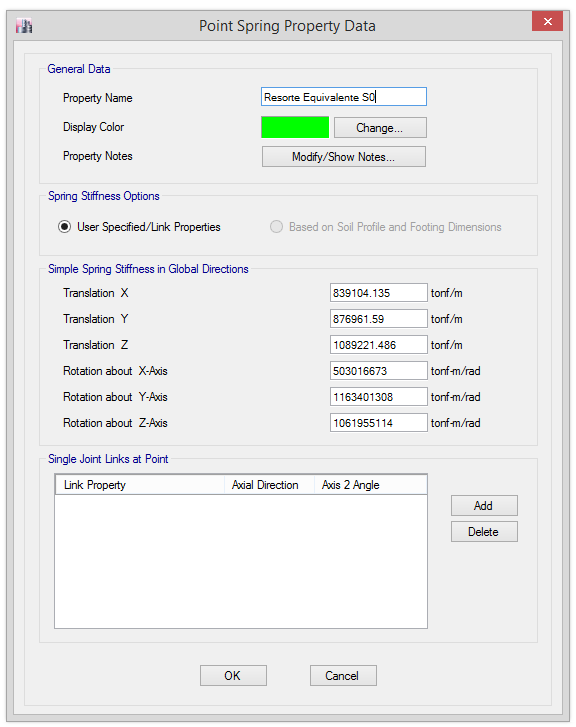 Point Spring Property Data
General Data
Property Name Resorte Equivalente S0
Display Color Change...
Property Notes Modify/Show Notes...
Spring Stiffness Options
User Specified/Link Properties Based on Soil Profile and Footing Dimensions
Simple Spring Stiffness in Global Directions
Translation X 839104.135 tonf/m
Translation Y 876961.59 tonf/m
Translation Z 1089221.486 tonf/m
Rotation about X-Axis 503016673 tonf-m/rad
Rotation about Y-Axis 1163401308 tonf-m/rad
Rotation about Z-Axis 1061955114 tonf-m/rad
Single Joint Links at Point
Link Property Axial Direction Axis 2 Angle
Add
Delete
OK Cancel